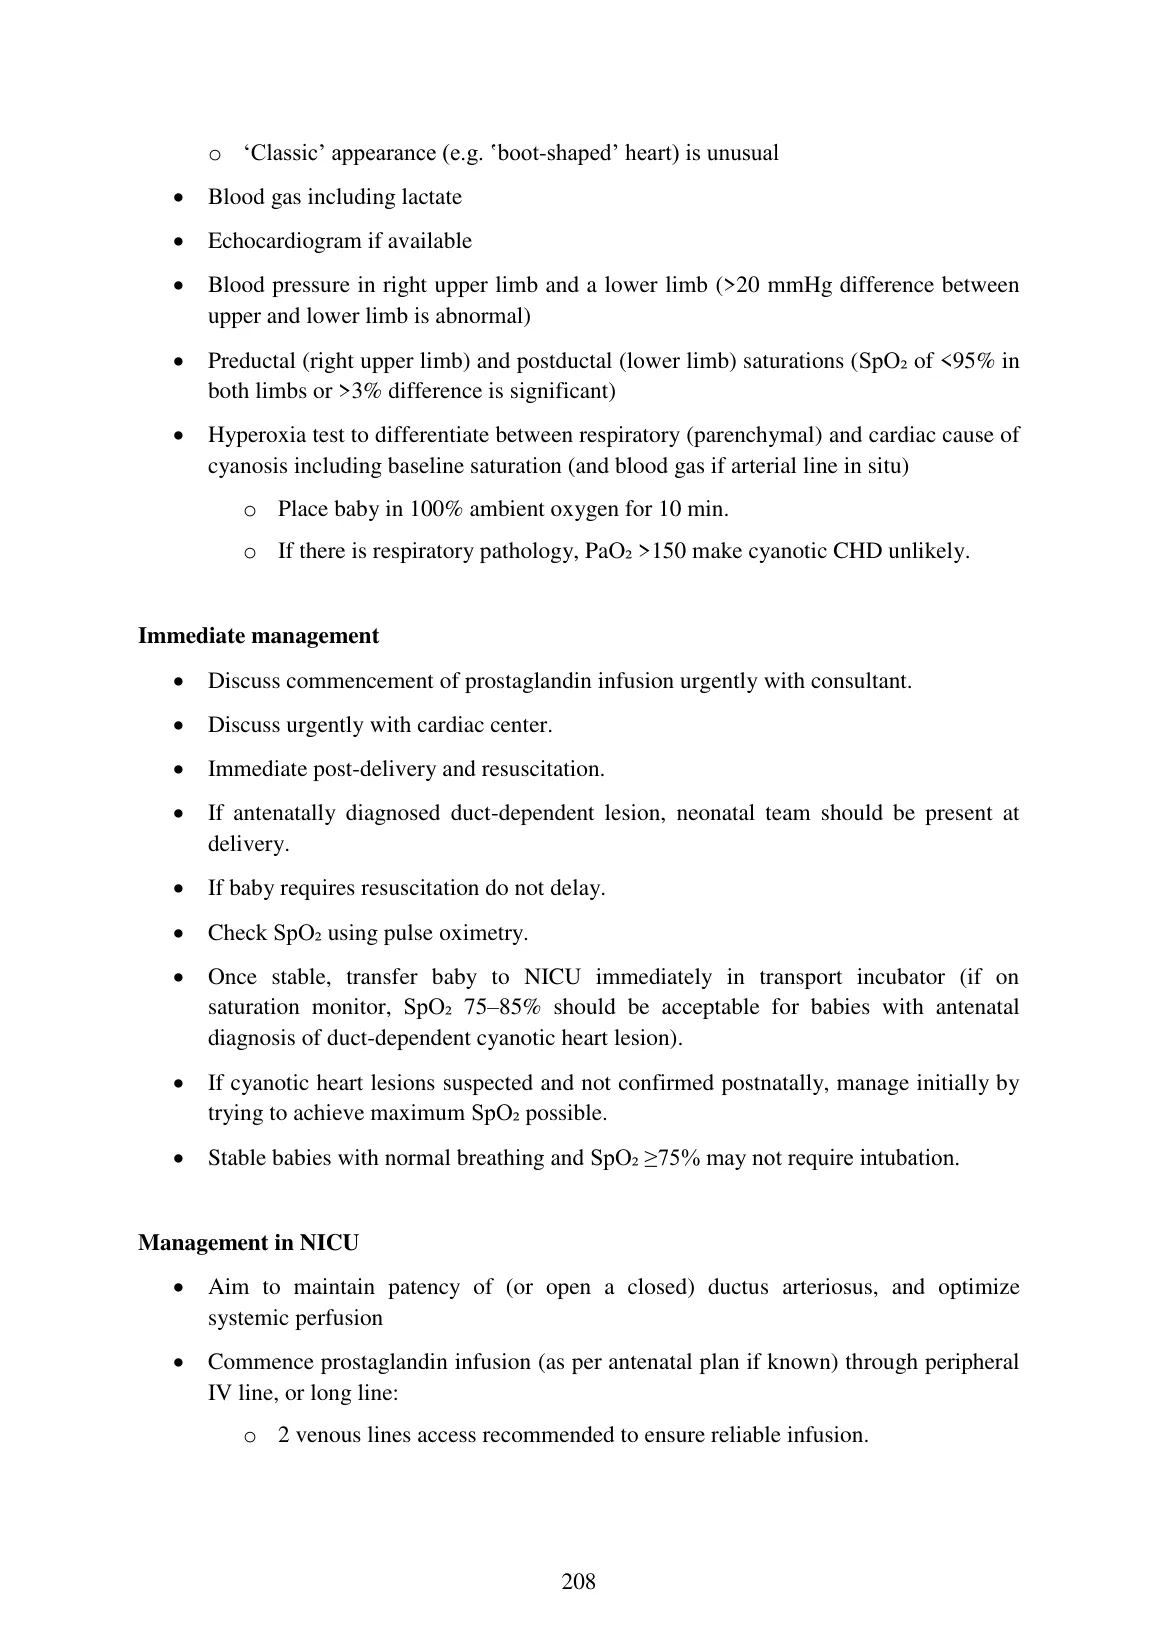 o ‘Classic’ appearance (e.g. ‛boot-shaped’ heart) is unusual
• Blood gas including lactate
• Echocardiogram if available
• Blood pressure in right upper limb and a lower limb (>20 mmHg difference between
upper and lower limb is abnormal)
• Preductal (right upper limb) and postductal (lower limb) saturations (SpO₂ of <95% in
both limbs or >3% difference is significant)
• Hyperoxia test to differentiate between respiratory (parenchymal) and cardiac cause of
cyanosis including baseline saturation (and blood gas if arterial line in situ)
o Place baby in 100% ambient oxygen for 10 min.
o If there is respiratory pathology, PaO₂ >150 make cyanotic CHD unlikely.
Immediate management
• Discuss commencement of prostaglandin infusion urgently with consultant.
• Discuss urgently with cardiac center.
• Immediate post-delivery and resuscitation.
• If antenatally diagnosed duct-dependent lesion, neonatal team should be present at
delivery.
• If baby requires resuscitation do not delay.
• Check SpO₂ using pulse oximetry.
• Once stable, transfer baby to NICU immediately in transport incubator (if on
saturation monitor, SpO₂ 75–85% should be acceptable for babies with antenatal
diagnosis of duct-dependent cyanotic heart lesion).
• If cyanotic heart lesions suspected and not confirmed postnatally, manage initially by
trying to achieve maximum SpO₂ possible.
• Stable babies with normal breathing and SpO₂ ≥75% may not require intubation.
Management in NICU
• Aim to maintain patency of (or open a closed) ductus arteriosus, and optimize
systemic perfusion
• Commence prostaglandin infusion (as per antenatal plan if known) through peripheral
IV line, or long line:
o 2 venous lines access recommended to ensure reliable infusion.
208